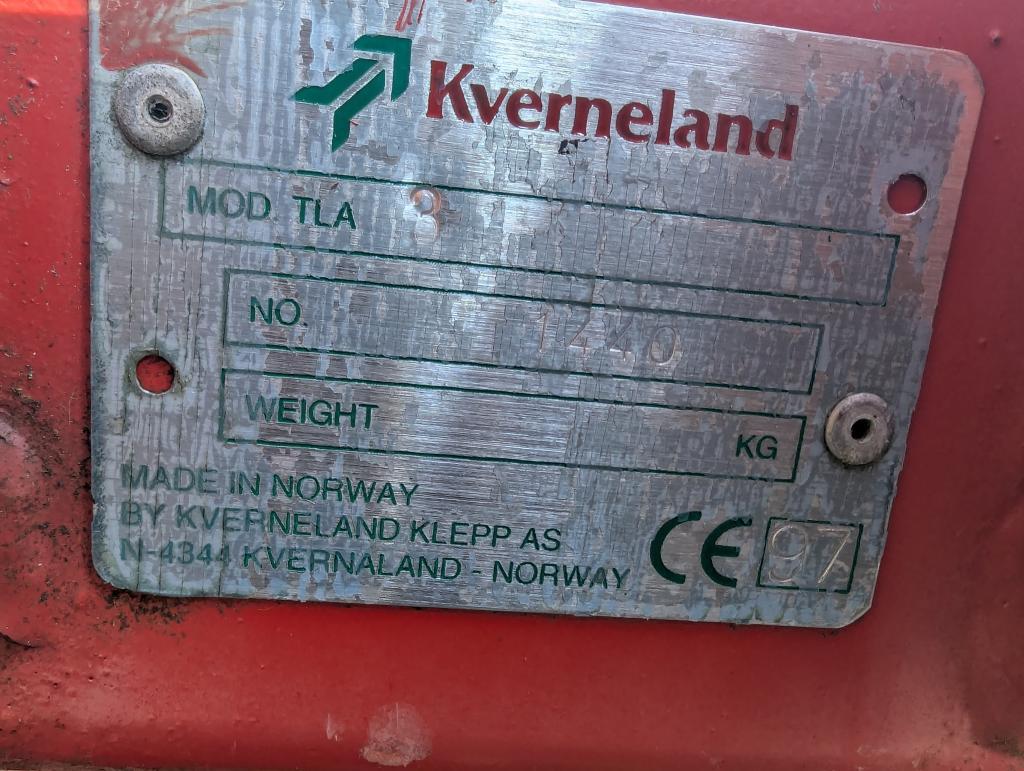 Kverneland
MOD. TLA 3
NO. 1440
WEIGHT KG
MADE IN NORWAY
BY KVERNELAND KLEPP AS
N-4344 KVERNALAND - NORWAY
CE 97